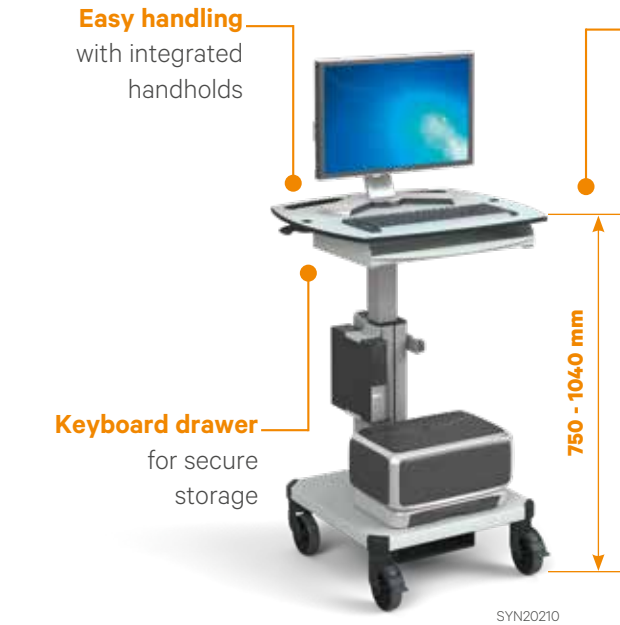 Easy handling
with integrated
handholds
750 - 1040 mm
Keyboard drawer
for secure
storage
SYN20210